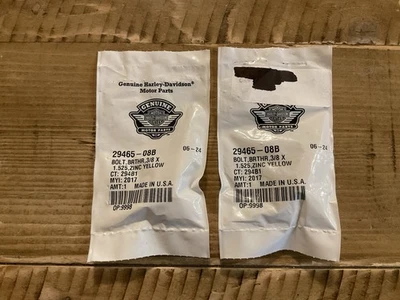 Genuine Harley-Davidson®
Motor Parts
GENUINE
MOTOR PARTS
29465-08B 06-24
BOLT,BRTHR,3/8 X
1.525,ZINC YELLOW
CT: 294B1
MYI: 2017
AMT:1 MADE IN U.S.A.
OP:9998
GENUINE
MOTOR PARTS
29465-08B 06-24
BOLT,BRTHR,3/8 X
1.525,ZINC YELLOW
CT: 294B1
MYI: 2017
AMT:1 MADE IN U.S.A.
OP:9998